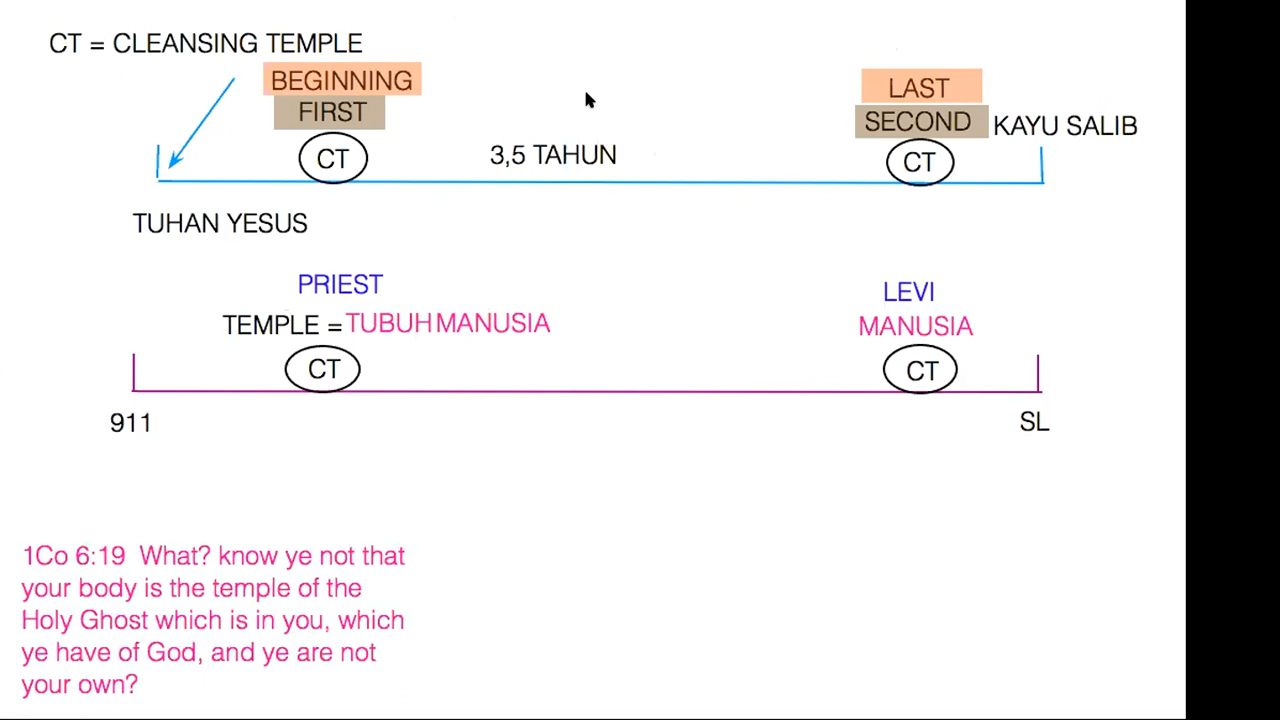 CT = CLEANSING TEMPLE
BEGINNING
FIRST
CT
3,5 TAHUN
LAST
SECOND
KAYU SALIB
CT
TUHAN YESUS
PRIEST
TEMPLE = TUBUH MANUSIA
CT
LEVI
MANUSIA
CT
911
SL
1Co 6:19 What? know ye not that
your body is the temple of the
Holy Ghost which is in you, which
ye have of God, and ye are not
your own?